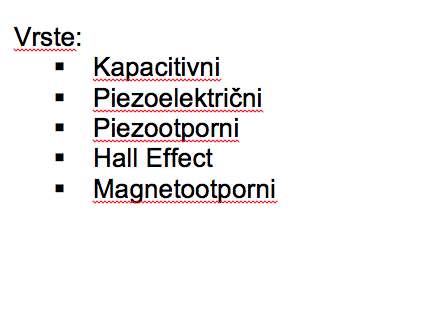 Vrste:
▪ Kapacitivni
▪ Piezoelektrični
▪ Piezootporni
▪ Hall Effect
▪ Magnetootporni